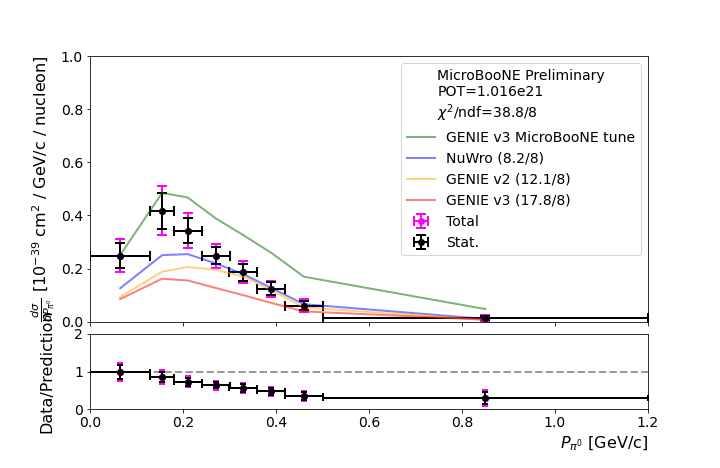 MicroBooNE Preliminary
POT=1.016e21
χ²/ndf=38.8/8
GENIE v3 MicroBooNE tune
NuWro (8.2/8)
GENIE v2 (12.1/8)
GENIE v3 (17.8/8)
Total
Stat.
1.0
0.8
0.6
0.4
0.2
0.0
dσ/dP_π⁰ [10⁻³⁹ cm² / GeV/c / nucleon]
2
1
0
Data/Prediction
0.0 0.2 0.4 0.6 0.8 1.0 1.2
P_π⁰ [GeV/c]